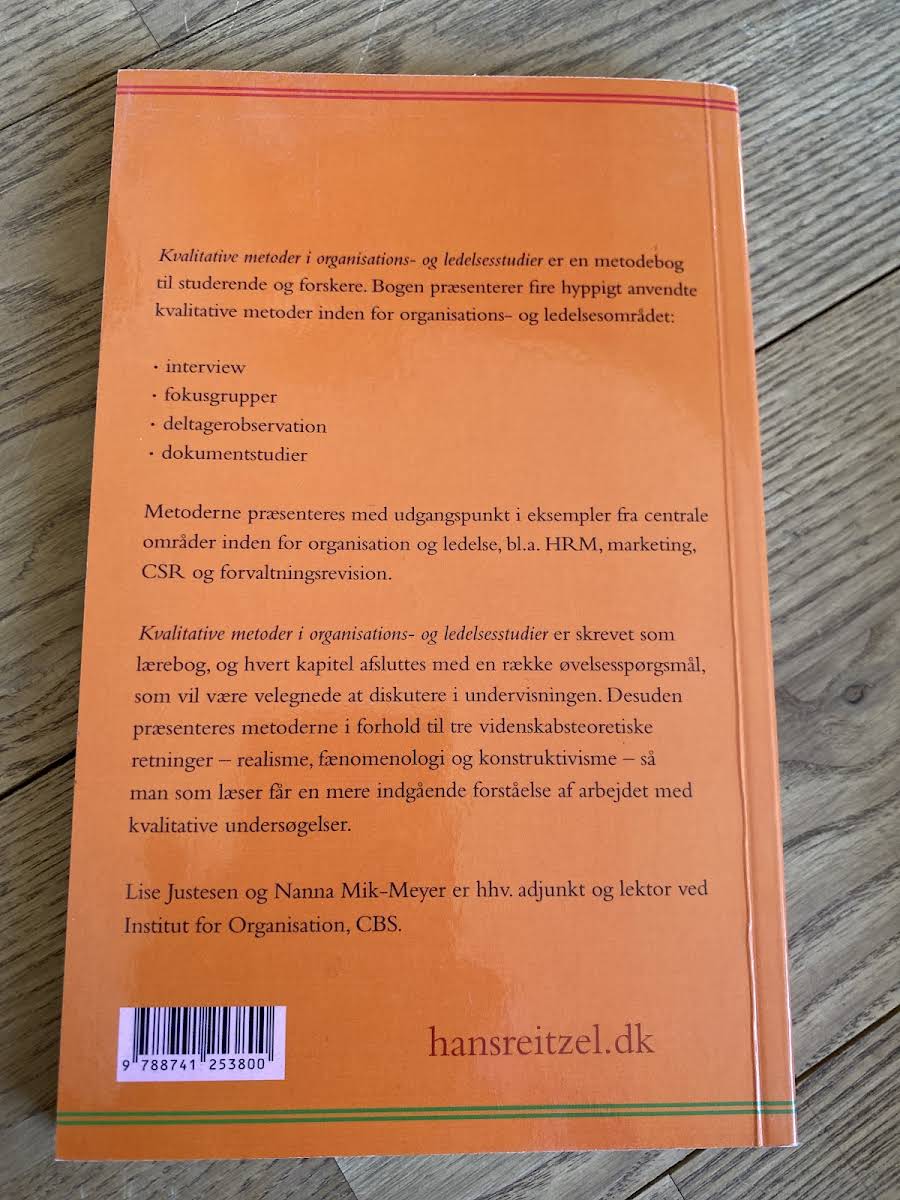 Kvalitative metoder i organisations- og ledelsesstudier er en metodebog
til studerende og forskere. Bogen præsenterer fire hyppigt anvendte
kvalitative metoder inden for organisations- og ledelsesområdet:
· interview
· fokusgrupper
· deltagerobservation
· dokumentstudier
Metoderne præsenteres med udgangspunkt i eksempler fra centrale
områder inden for organisation og ledelse, bl.a. HRM, marketing,
CSR og forvaltningsrevision.
Kvalitative metoder i organisations- og ledelsesstudier er skrevet som
lærebog, og hvert kapitel afsluttes med en række øvelsesspørgsmål,
som vil være velegnede at diskutere i undervisningen. Desuden
præsenteres metoderne i forhold til tre videnskabsteoretiske
retninger – realisme, fænomenologi og konstruktivisme – så
man som læser får en mere indgående forståelse af arbejdet med
kvalitative undersøgelser.
Lise Justesen og Nanna Mik-Meyer er hhv. adjunkt og lektor ved
Institut for Organisation, CBS.
9 788741 253800
hansreitzel.dk